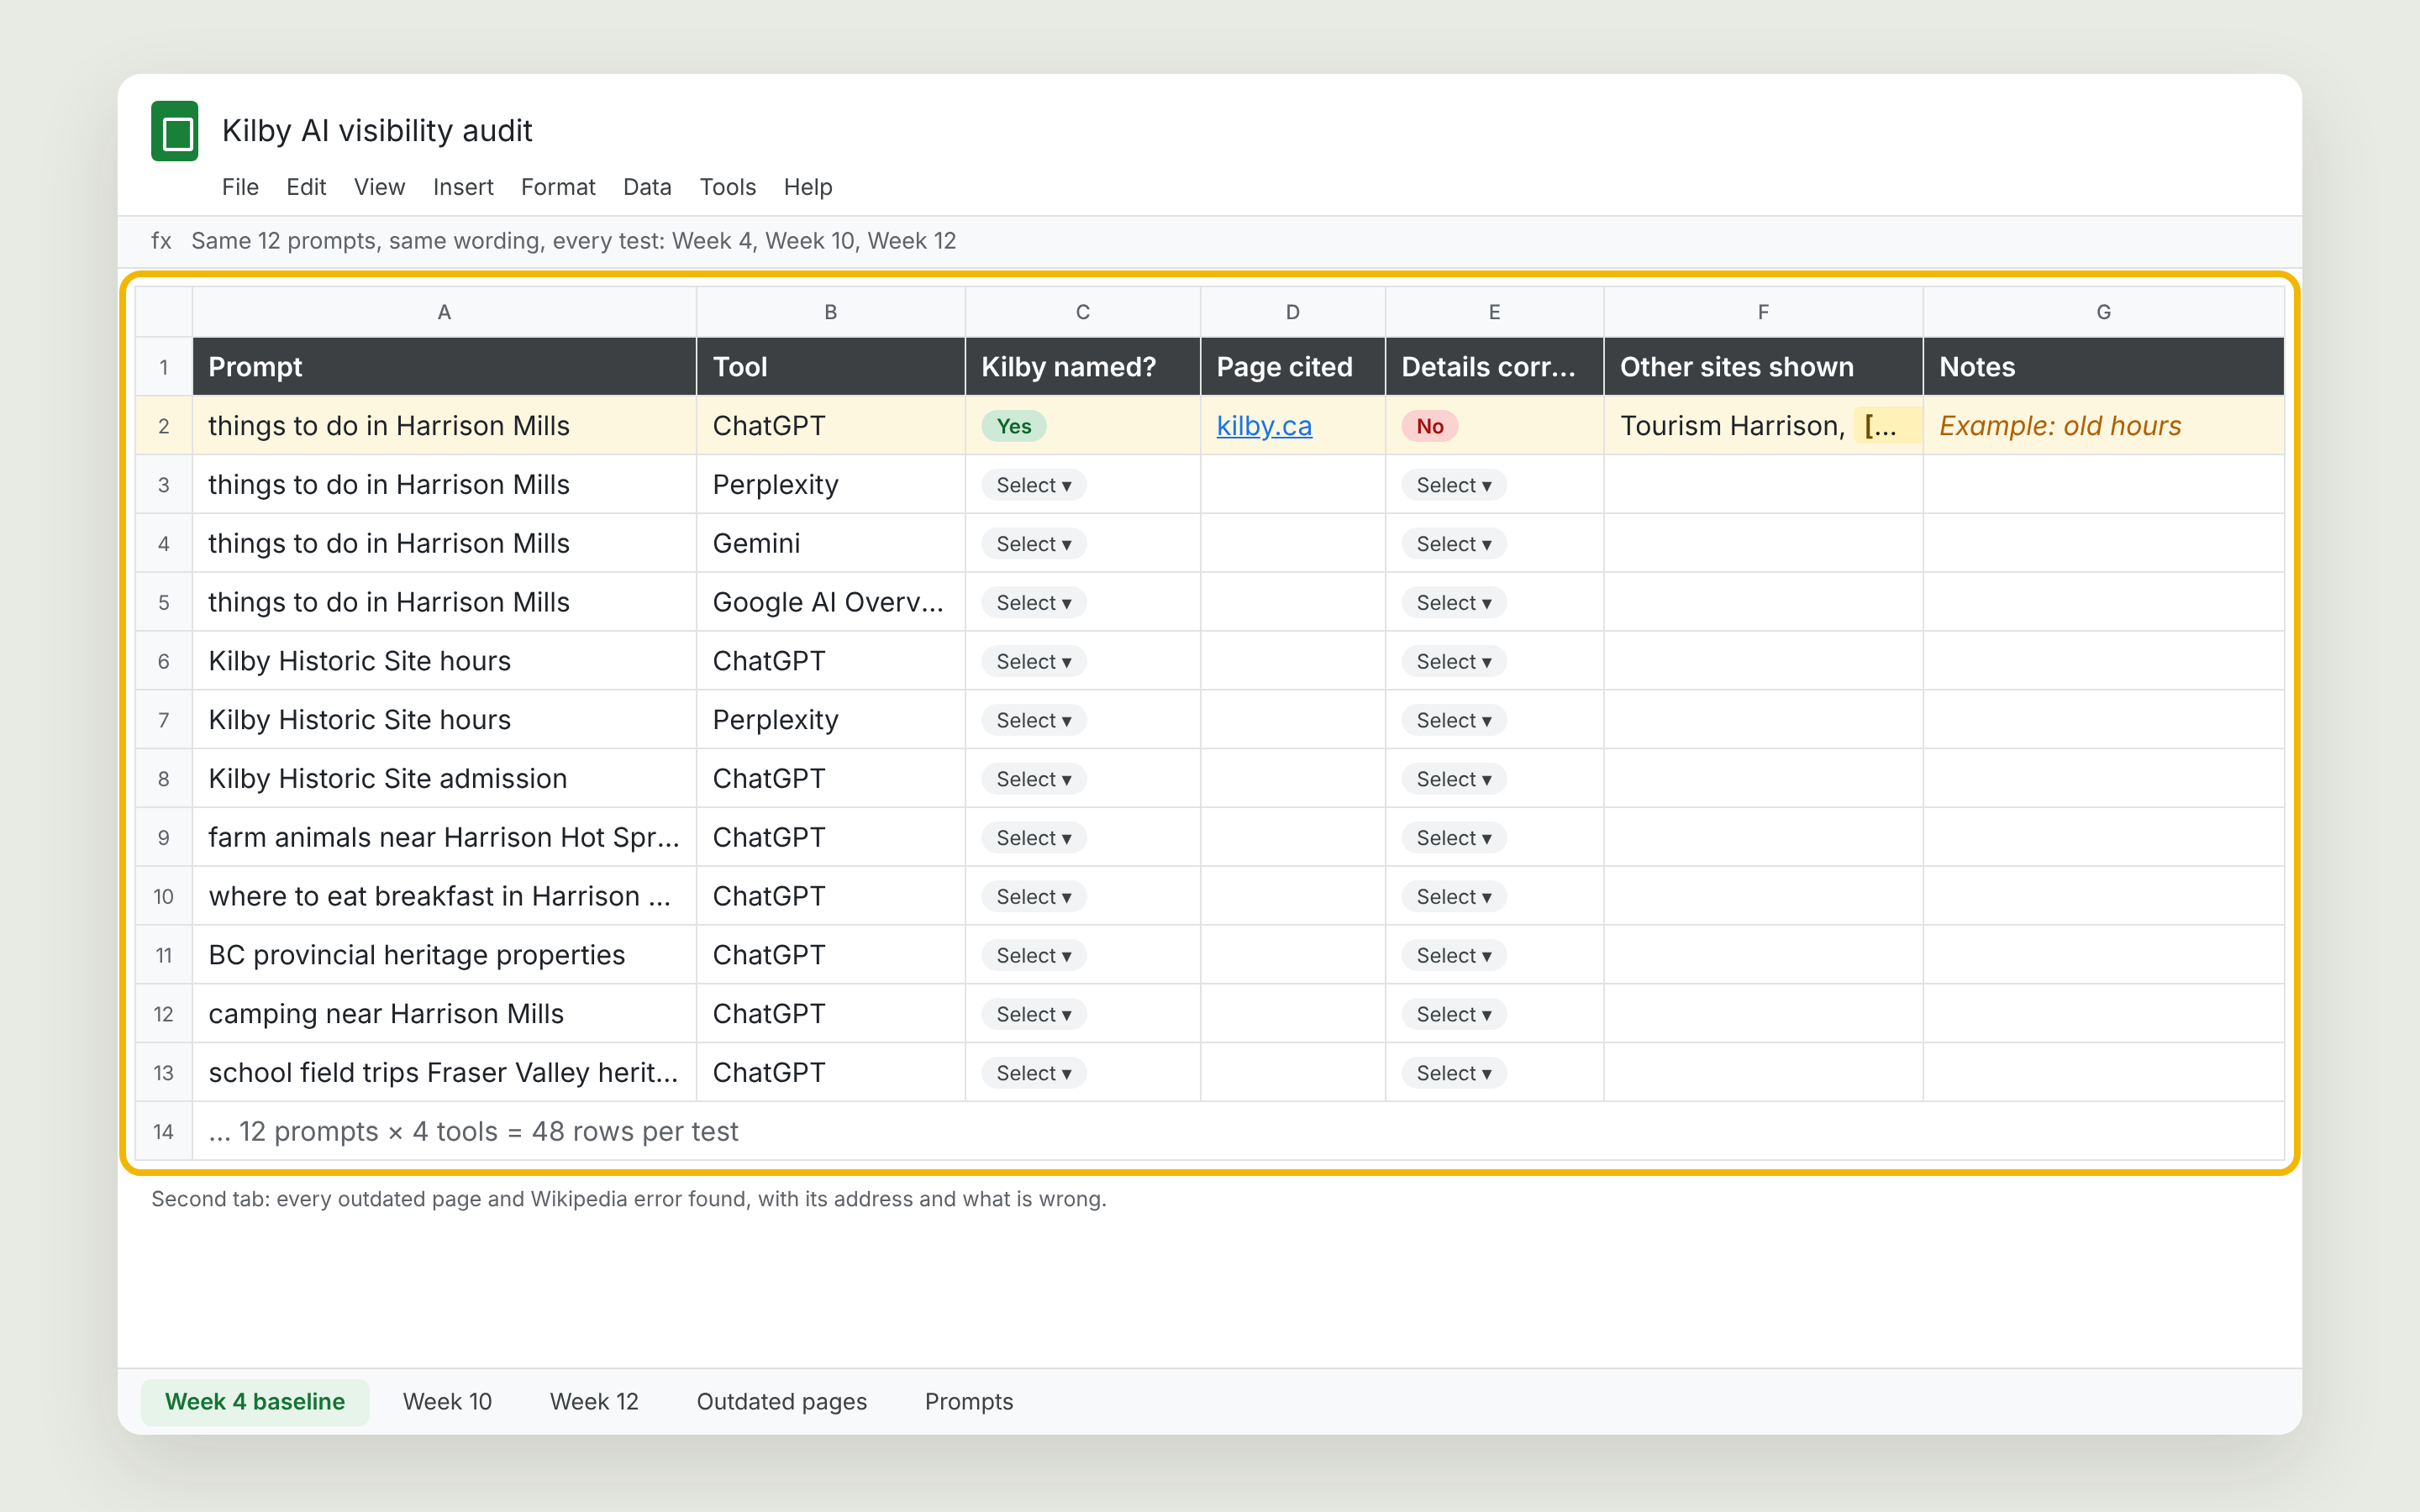 Kilby AI visibility audit
File Edit View Insert Format Data Tools Help
fx Same 12 prompts, same wording, every test: Week 4, Week 10, Week 12
A B C D E F G
1 Prompt Tool Kilby named? Page cited Details corr... Other sites shown Notes
2 things to do in Harrison Mills ChatGPT Yes kilby.ca No Tourism Harrison, [... Example: old hours
3 things to do in Harrison Mills Perplexity Select ▾ Select ▾
4 things to do in Harrison Mills Gemini Select ▾ Select ▾
5 things to do in Harrison Mills Google AI Overv... Select ▾ Select ▾
6 Kilby Historic Site hours ChatGPT Select ▾ Select ▾
7 Kilby Historic Site hours Perplexity Select ▾ Select ▾
8 Kilby Historic Site admission ChatGPT Select ▾ Select ▾
9 farm animals near Harrison Hot Spr... ChatGPT Select ▾ Select ▾
10 where to eat breakfast in Harrison ... ChatGPT Select ▾ Select ▾
11 BC provincial heritage properties ChatGPT Select ▾ Select ▾
12 camping near Harrison Mills ChatGPT Select ▾ Select ▾
13 school field trips Fraser Valley herit... ChatGPT Select ▾ Select ▾
14 ... 12 prompts × 4 tools = 48 rows per test
Second tab: every outdated page and Wikipedia error found, with its address and what is wrong.
Week 4 baseline Week 10 Week 12 Outdated pages Prompts